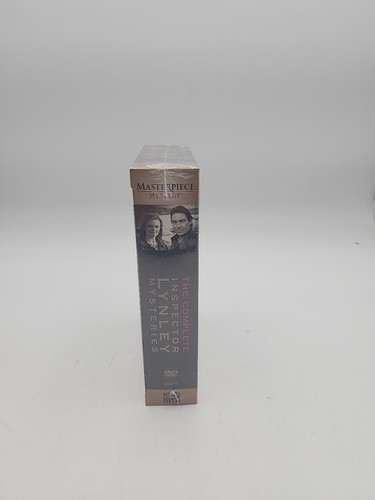 MASTERPIECE
MYSTERY!
THE COMPLETE
INSPECTOR
LYNLEY
MYSTERIES
DVD